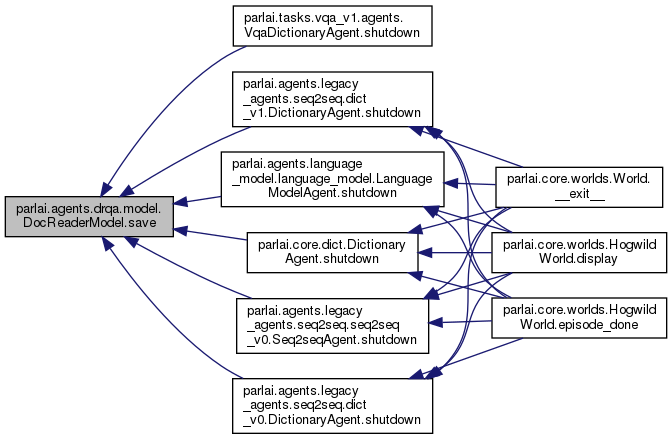 parlai.tasks.vqa_v1.agents.
VqaDictionaryAgent.shutdown
parlai.agents.legacy
_agents.seq2seq.dict
_v1.DictionaryAgent.shutdown
parlai.agents.language
_model.language_model.Language
ModelAgent.shutdown
parlai.core.worlds.World.
__exit__
parlai.agents.drqa.model.
DocReaderModel.save
parlai.core.dict.Dictionary
Agent.shutdown
parlai.core.worlds.Hogwild
World.display
parlai.agents.legacy
_agents.seq2seq.seq2seq
_v0.Seq2seqAgent.shutdown
parlai.core.worlds.Hogwild
World.episode_done
parlai.agents.legacy
_agents.seq2seq.dict
_v0.DictionaryAgent.shutdown